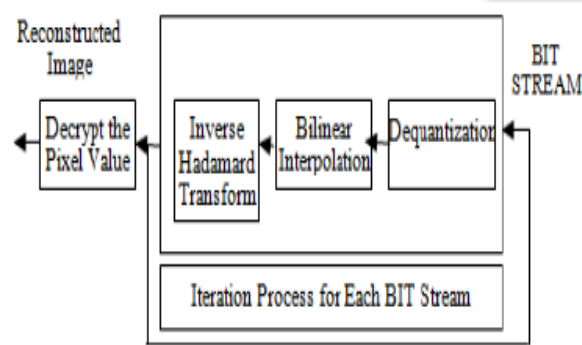 Reconstructed
Image
BIT
STREAM
Decrypt the
Pixel Value
Inverse
Hadamard
Transform
Bilinear
Interpolation
Dequantization
Iteration Process for Each BIT Stream